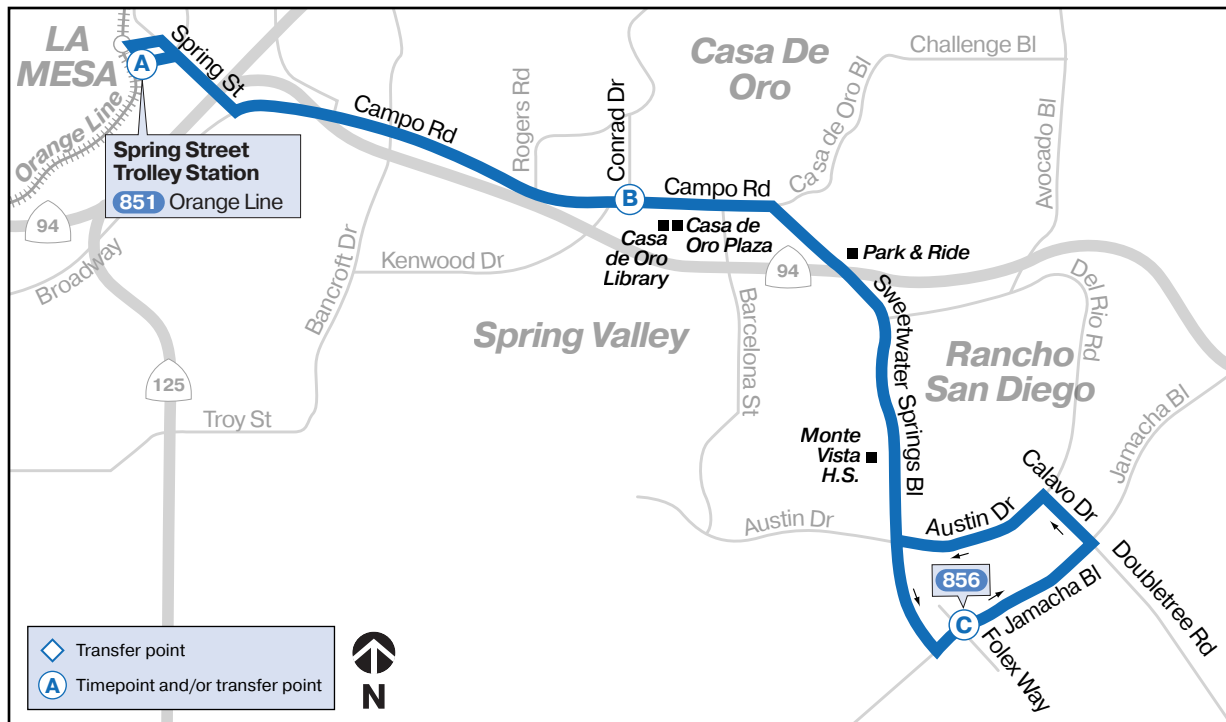 LA
MESA
Orange Line
A
Spring Street
Trolley Station
851 Orange Line
94
Broadway
125
Troy St
Bancroft Dr
Kenwood Dr
Spring St
Campo Rd
Rogers Rd
Conrad Dr
B
Campo Rd
Casa De
Oro
Challenge Bl
Casa de Oro Bl
Avocado Bl
Casa
de Oro
Library
Casa de
Oro Plaza
94
Park & Ride
Spring Valley
Barcelona St
Sweetwater Springs Bl
Del Rio Rd
Rancho
San Diego
Jamacha Bl
Monte
Vista
H.S.
Austin Dr
Austin Dr
Calavo Dr
Doubletree Rd
856
C
Jamacha Bl
Folex Way
Transfer point
A Timepoint and/or transfer point
N